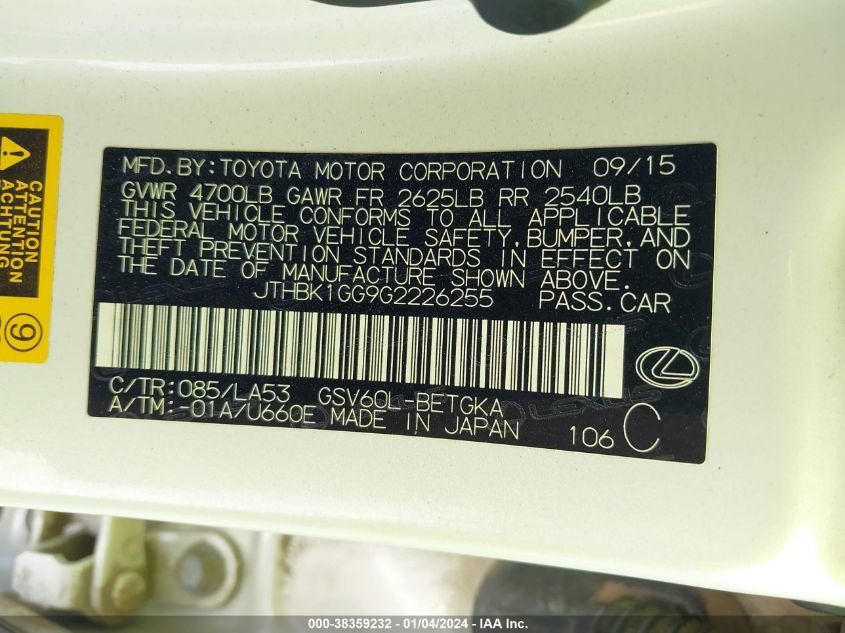 MFD. BY: TOYOTA MOTOR CORPORATION 09/15
GVWR 4700LB GAWR FR 2625LB RR 2540LB
THIS VEHICLE CONFORMS TO ALL APPLICABLE
FEDERAL MOTOR VEHICLE SAFETY, BUMPER, AND
THEFT PREVENTION STANDARDS IN EFFECT ON
THE DATE OF MANUFACTURE SHOWN ABOVE.
JTHBK1GG9G2226255 PASS. CAR
C/TR: 085/LA53 GSV60L-BETGKA
A/TM: -01A/U660E MADE IN JAPAN
106 C
ATTENTION
ACHTUNG
9
000-38359232 - 01/04/2024 - IAA Inc.